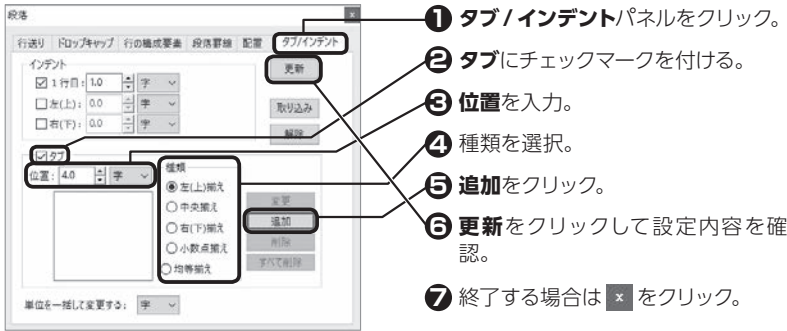 段落
x
行送り ドロップキャップ 行の構成要素 段落罫線 配置 タブ/インデント
インデント
1 行目: 1.0 字
左(上): 0.0 字
右(下): 0.0 字
更新
取り込み
解除
タブ
位置: 4.0 字
種類
左(上)揃え
中央揃え
右(下)揃え
小数点揃え
均等揃え
変更
追加
削除
すべて削除
単位を一括して変更する: 字
❶ タブ / インデントパネルをクリック。
❷ タブにチェックマークを付ける。
❸ 位置を入力。
❹ 種類を選択。
❺ 追加をクリック。
❻ 更新をクリックして設定内容を確
認。
❼ 終了する場合は x をクリック。